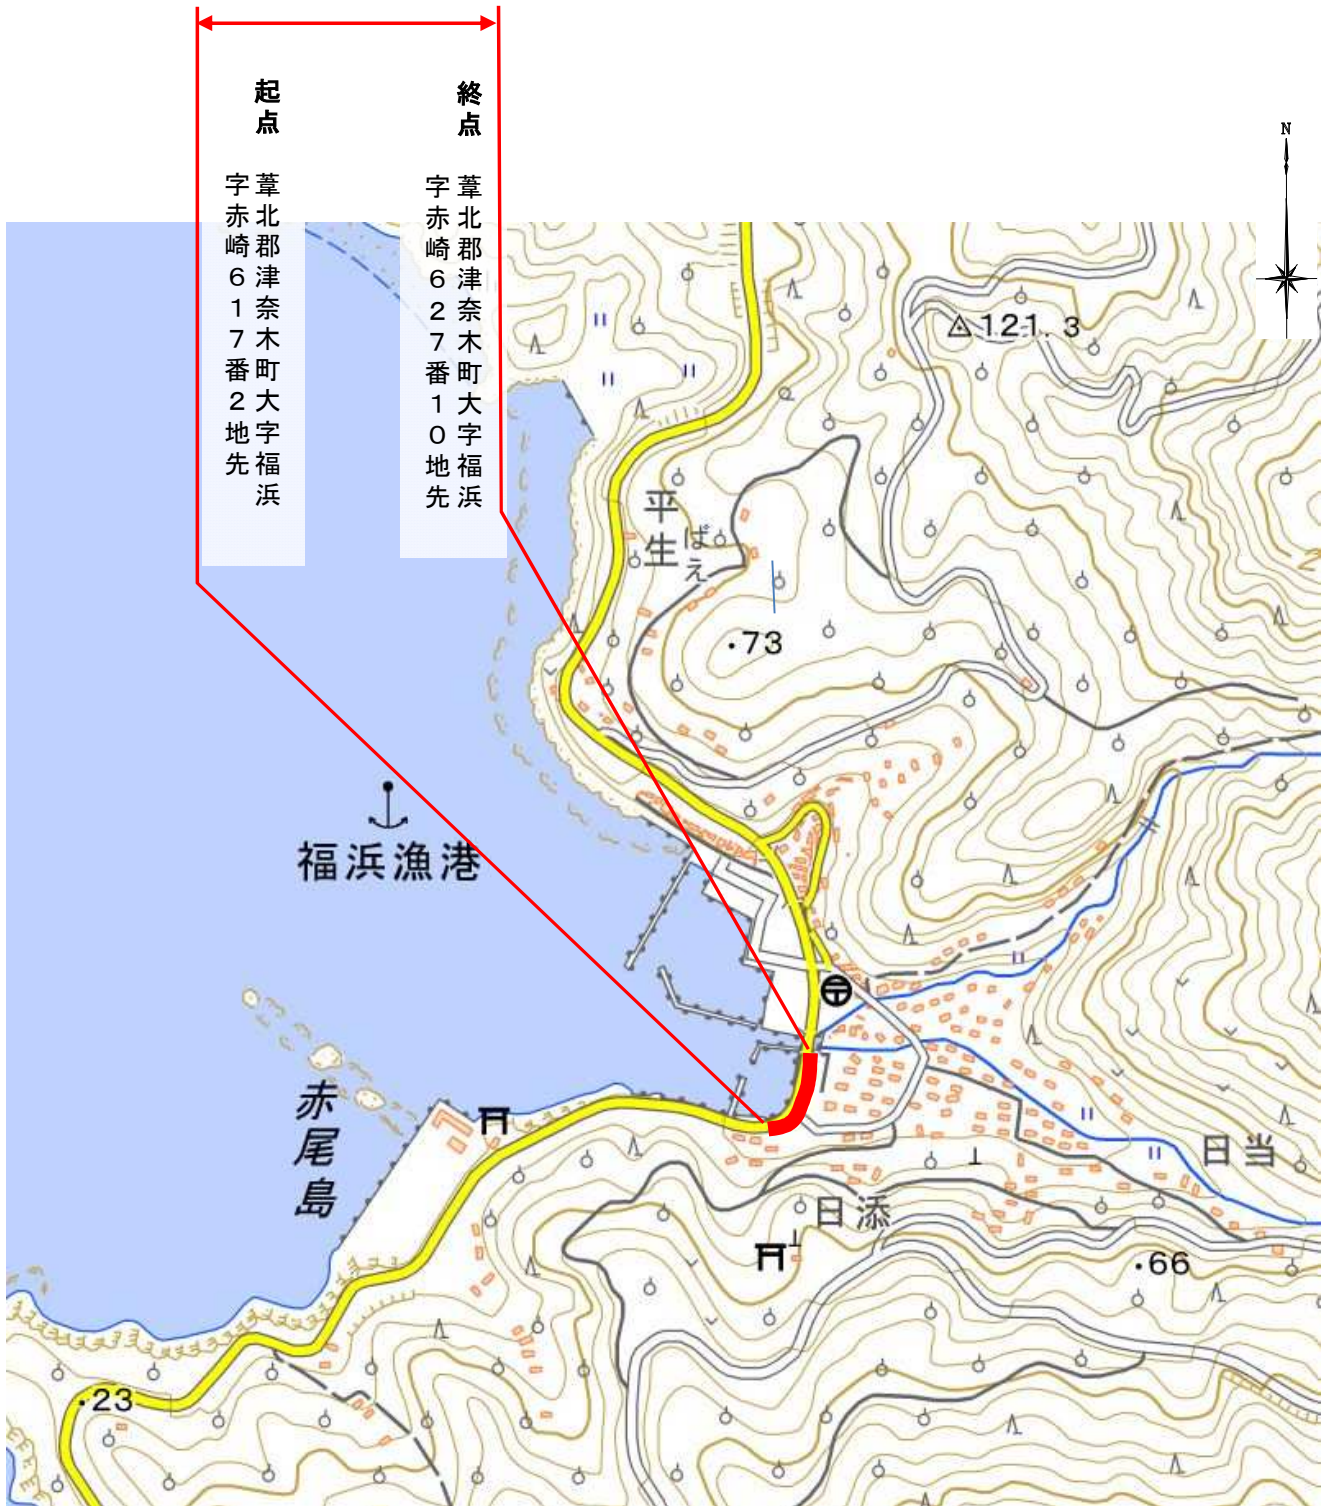 起点 葦北郡津奈木町大字福浜
字赤崎617番2地先
終点 葦北郡津奈木町大字福浜
字赤崎627番10地先
N
121.3
平生
ばえ
73
福浜漁港
赤尾島
日当
日添
66
23
2